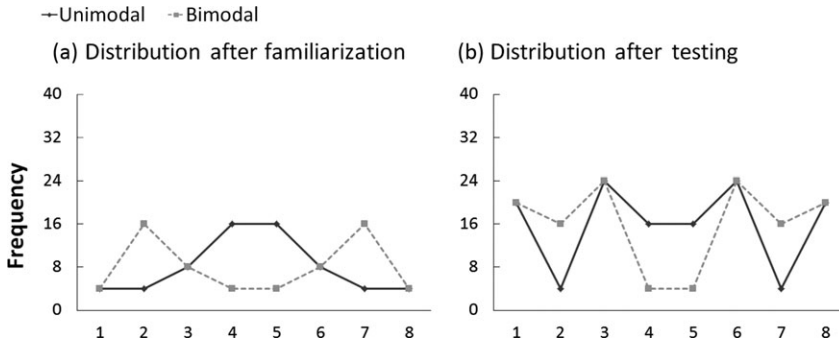 Unimodal Bimodal
(a) Distribution after familiarization
(b) Distribution after testing
Frequency
40
32
24
16
8
0
1 2 3 4 5 6 7 8
40
32
24
16
8
0
1 2 3 4 5 6 7 8